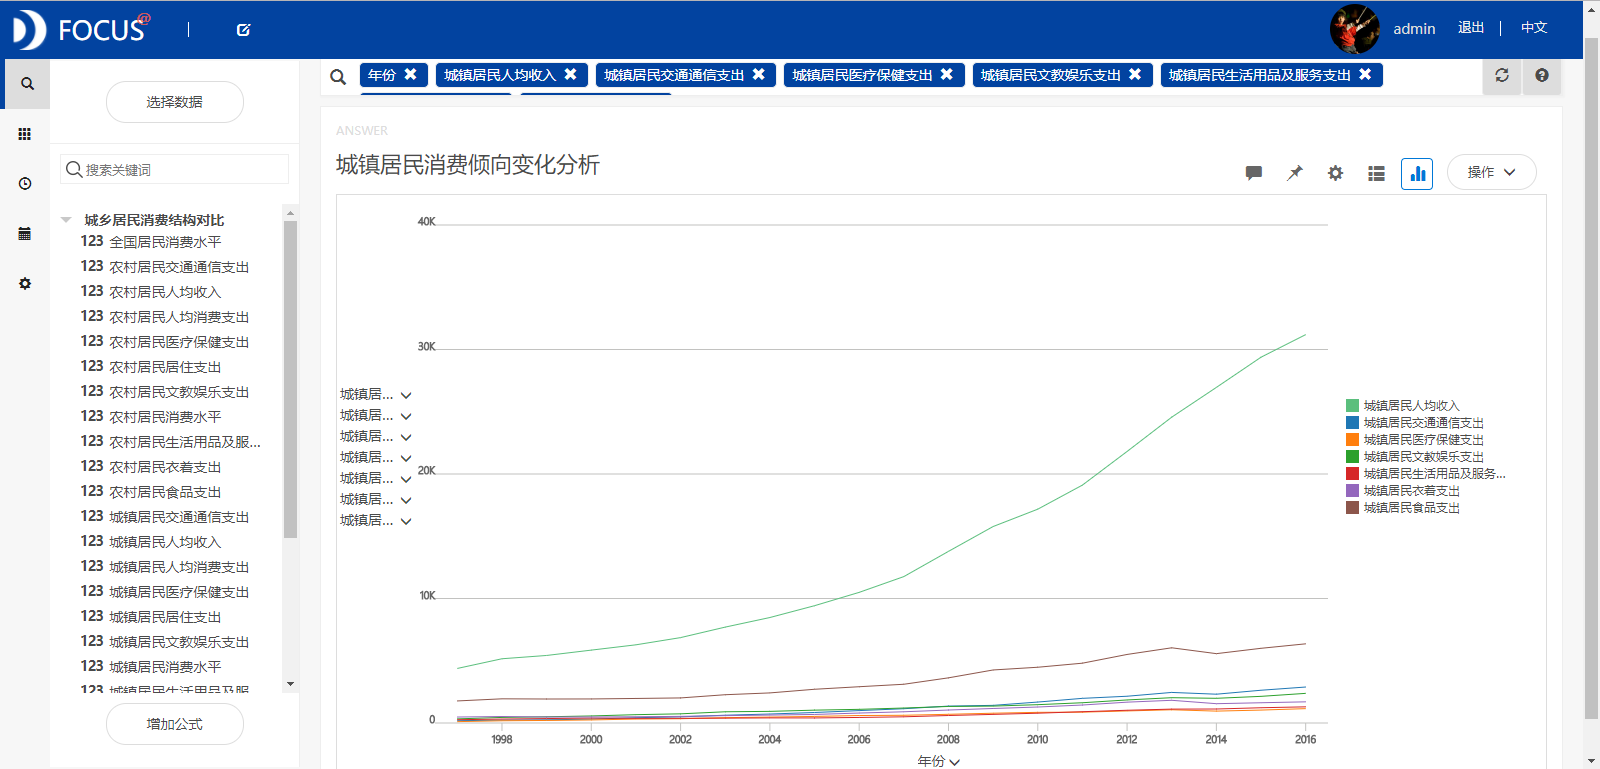 FOCUS@
admin
退出
中文
年份
城镇居民人均收入
城镇居民交通通信支出
城镇居民医疗保健支出
城镇居民文教娱乐支出
城镇居民生活用品及服务支出
选择数据
搜索关键词
城乡居民消费结构对比
123 全国居民消费水平
123 农村居民交通通信支出
123 农村居民人均收入
123 农村居民人均消费支出
123 农村居民医疗保健支出
123 农村居民居住支出
123 农村居民文教娱乐支出
123 农村居民消费水平
123 农村居民生活用品及服...
123 农村居民衣着支出
123 农村居民食品支出
123 城镇居民交通通信支出
123 城镇居民人均收入
123 城镇居民人均消费支出
123 城镇居民医疗保健支出
123 城镇居民居住支出
123 城镇居民文教娱乐支出
123 城镇居民消费水平
123 城镇居民生活用品及服
增加公式
ANSWER
城镇居民消费倾向变化分析
操作
40K
30K
20K
10K
0
城镇居...
城镇居...
城镇居...
城镇居...
城镇居...
城镇居...
城镇居...
1998 2000 2002 2004 2006 2008 2010 2012 2014 2016
年份
城镇居民人均收入
城镇居民交通通信支出
城镇居民医疗保健支出
城镇居民文教娱乐支出
城镇居民生活用品及服务...
城镇居民衣着支出
城镇居民食品支出